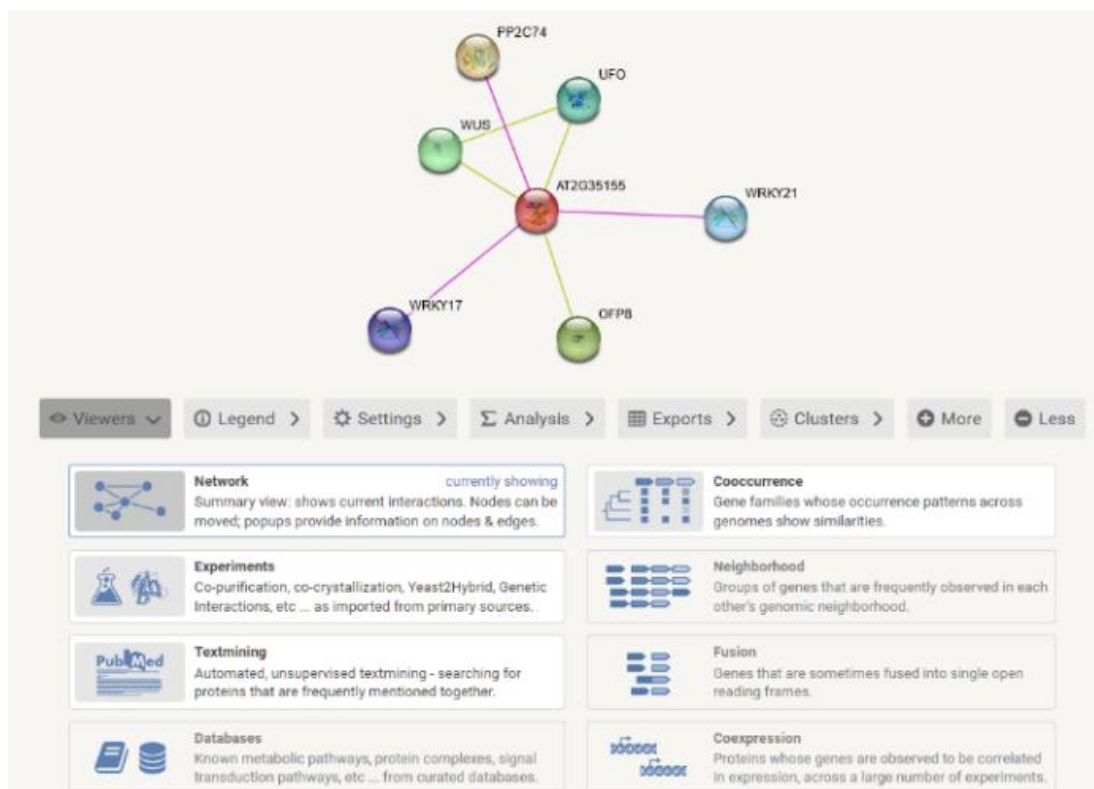 PP2C74
UFO
WUS
AT2G35155
WRKY21
WRKY17
OFP8
Viewers
Legend
Settings
Analysis
Exports
Clusters
More
Less
Network currently showing
Summary view: shows current interactions. Nodes can be
moved; popups provide information on nodes & edges.
Cooccurrence
Gene families whose occurrence patterns across
genomes show similarities.
Experiments
Co-purification, co-crystallization, Yeast2Hybrid, Genetic
Interactions, etc ... as imported from primary sources.
Neighborhood
Groups of genes that are frequently observed in each
other's genomic neighborhood.
PubMed
Textmining
Automated, unsupervised textmining - searching for
proteins that are frequently mentioned together.
Fusion
Genes that are sometimes fused into single open
reading frames.
Databases
Known metabolic pathways, protein complexes, signal
transduction pathways, etc ... from curated databases.
Coexpression
Proteins whose genes are observed to be correlated
in expression, across a large number of experiments.